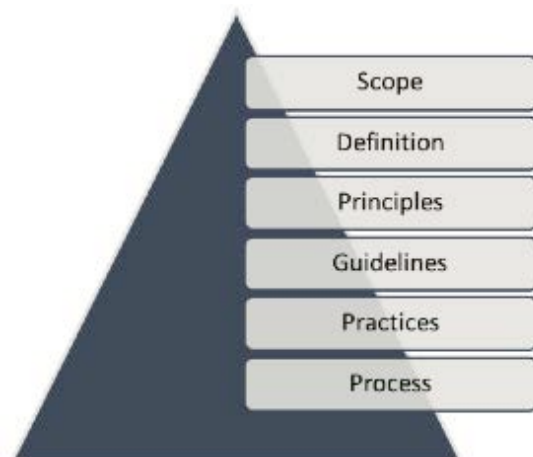 Scope
Definition
Principles
Guidelines
Practices
Process